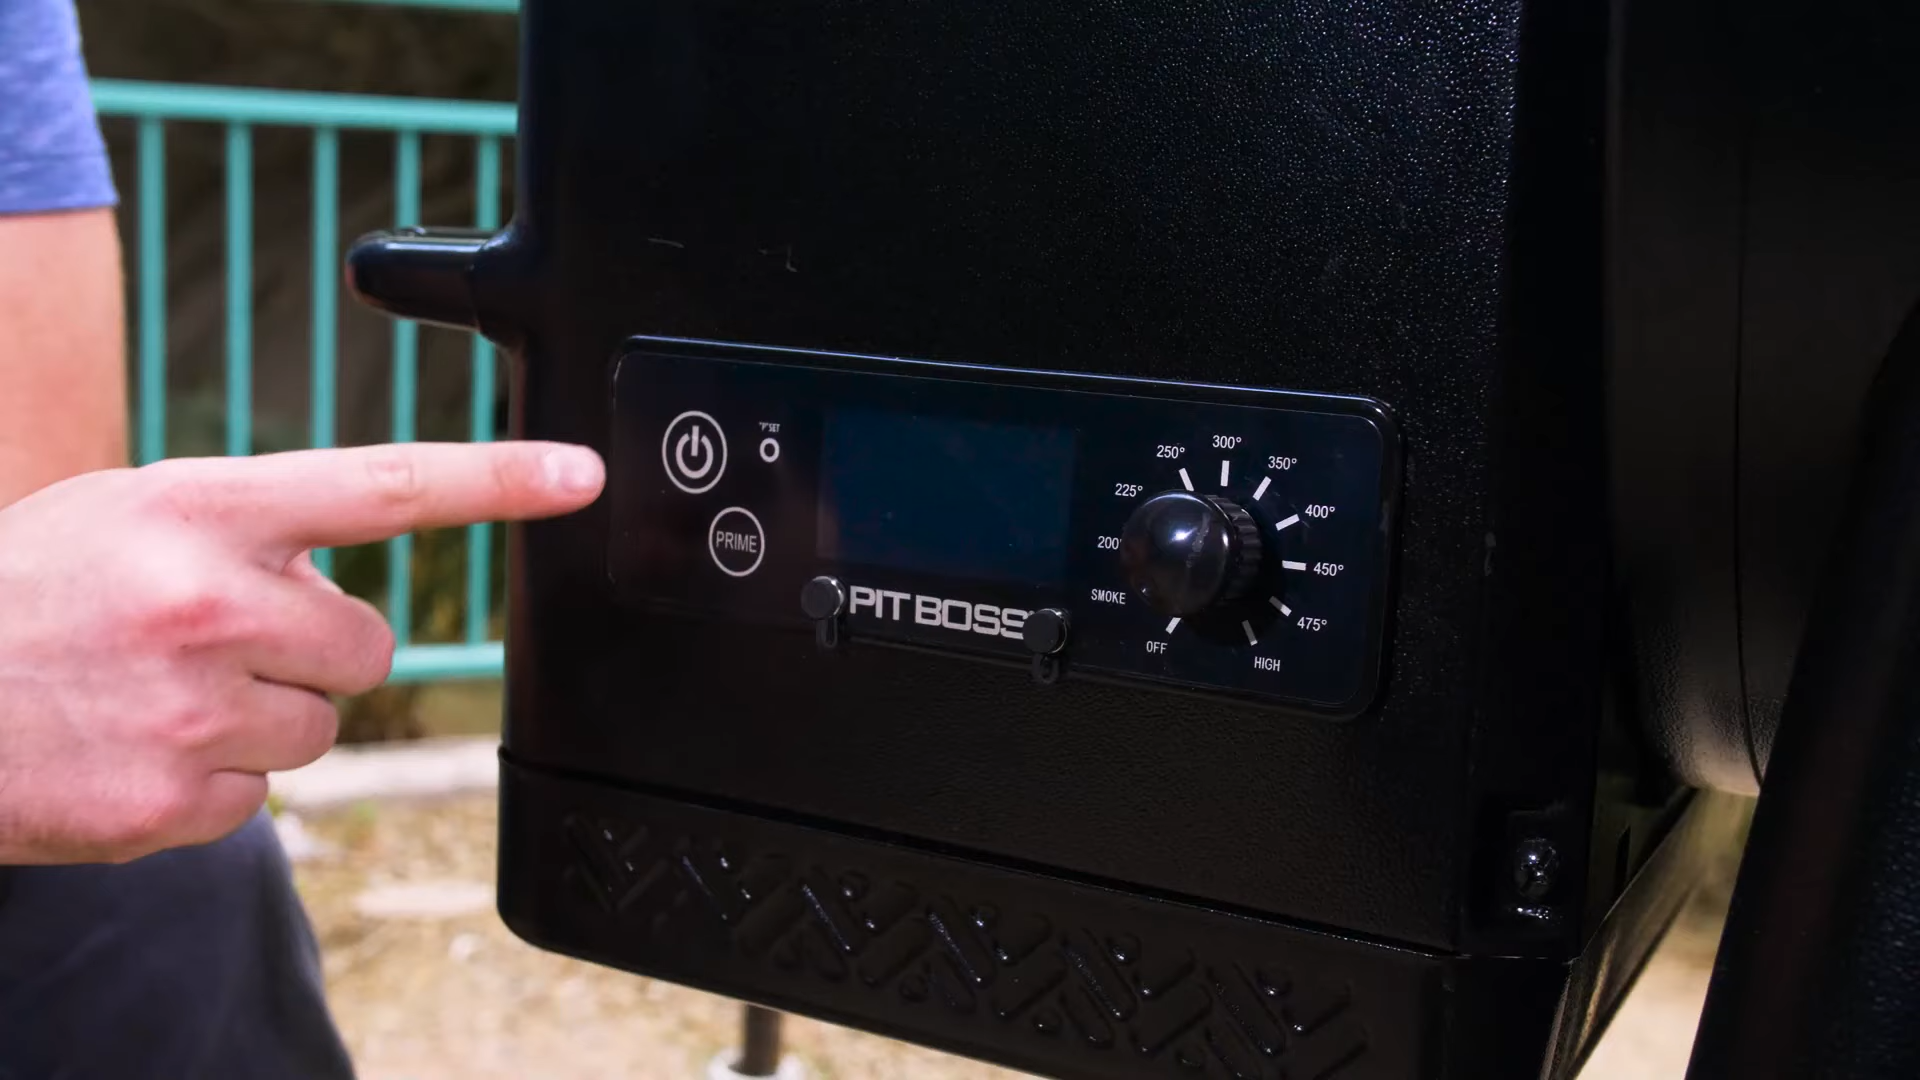 "P" SET
PRIME
PIT BOSS
SMOKE
200°
225°
250°
300°
350°
400°
450°
475°
HIGH
OFF